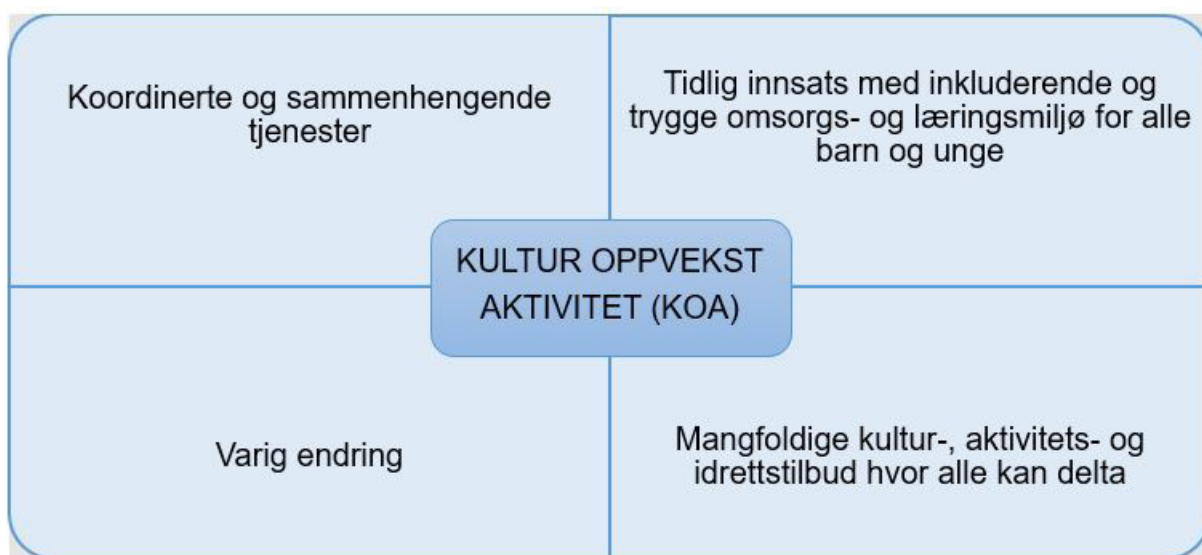 Koordinerte og sammenhengende
tjenester
Tidlig innsats med inkluderende og
trygge omsorgs- og læringsmiljø for alle
barn og unge
KULTUR OPPVEKST
AKTIVITET (KOA)
Varig endring
Mangfoldige kultur-, aktivitets- og
idrettstilbud hvor alle kan delta